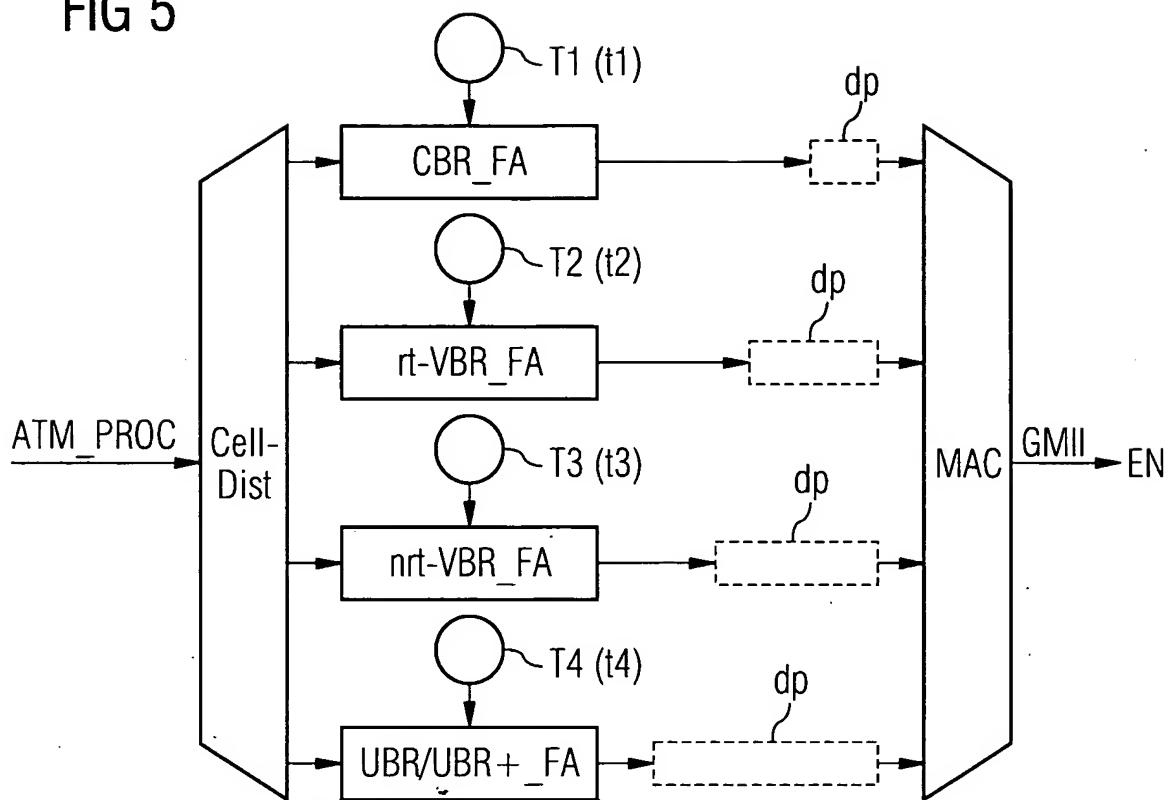 FIG 5
T1 (t1)
dp
CBR_FA
T2 (t2)
dp
rt-VBR_FA
ATM_PROC
Cell-
Dist
T3 (t3)
dp
MAC
GMII
EN
nrt-VBR_FA
T4 (t4)
dp
UBR/UBR+_FA